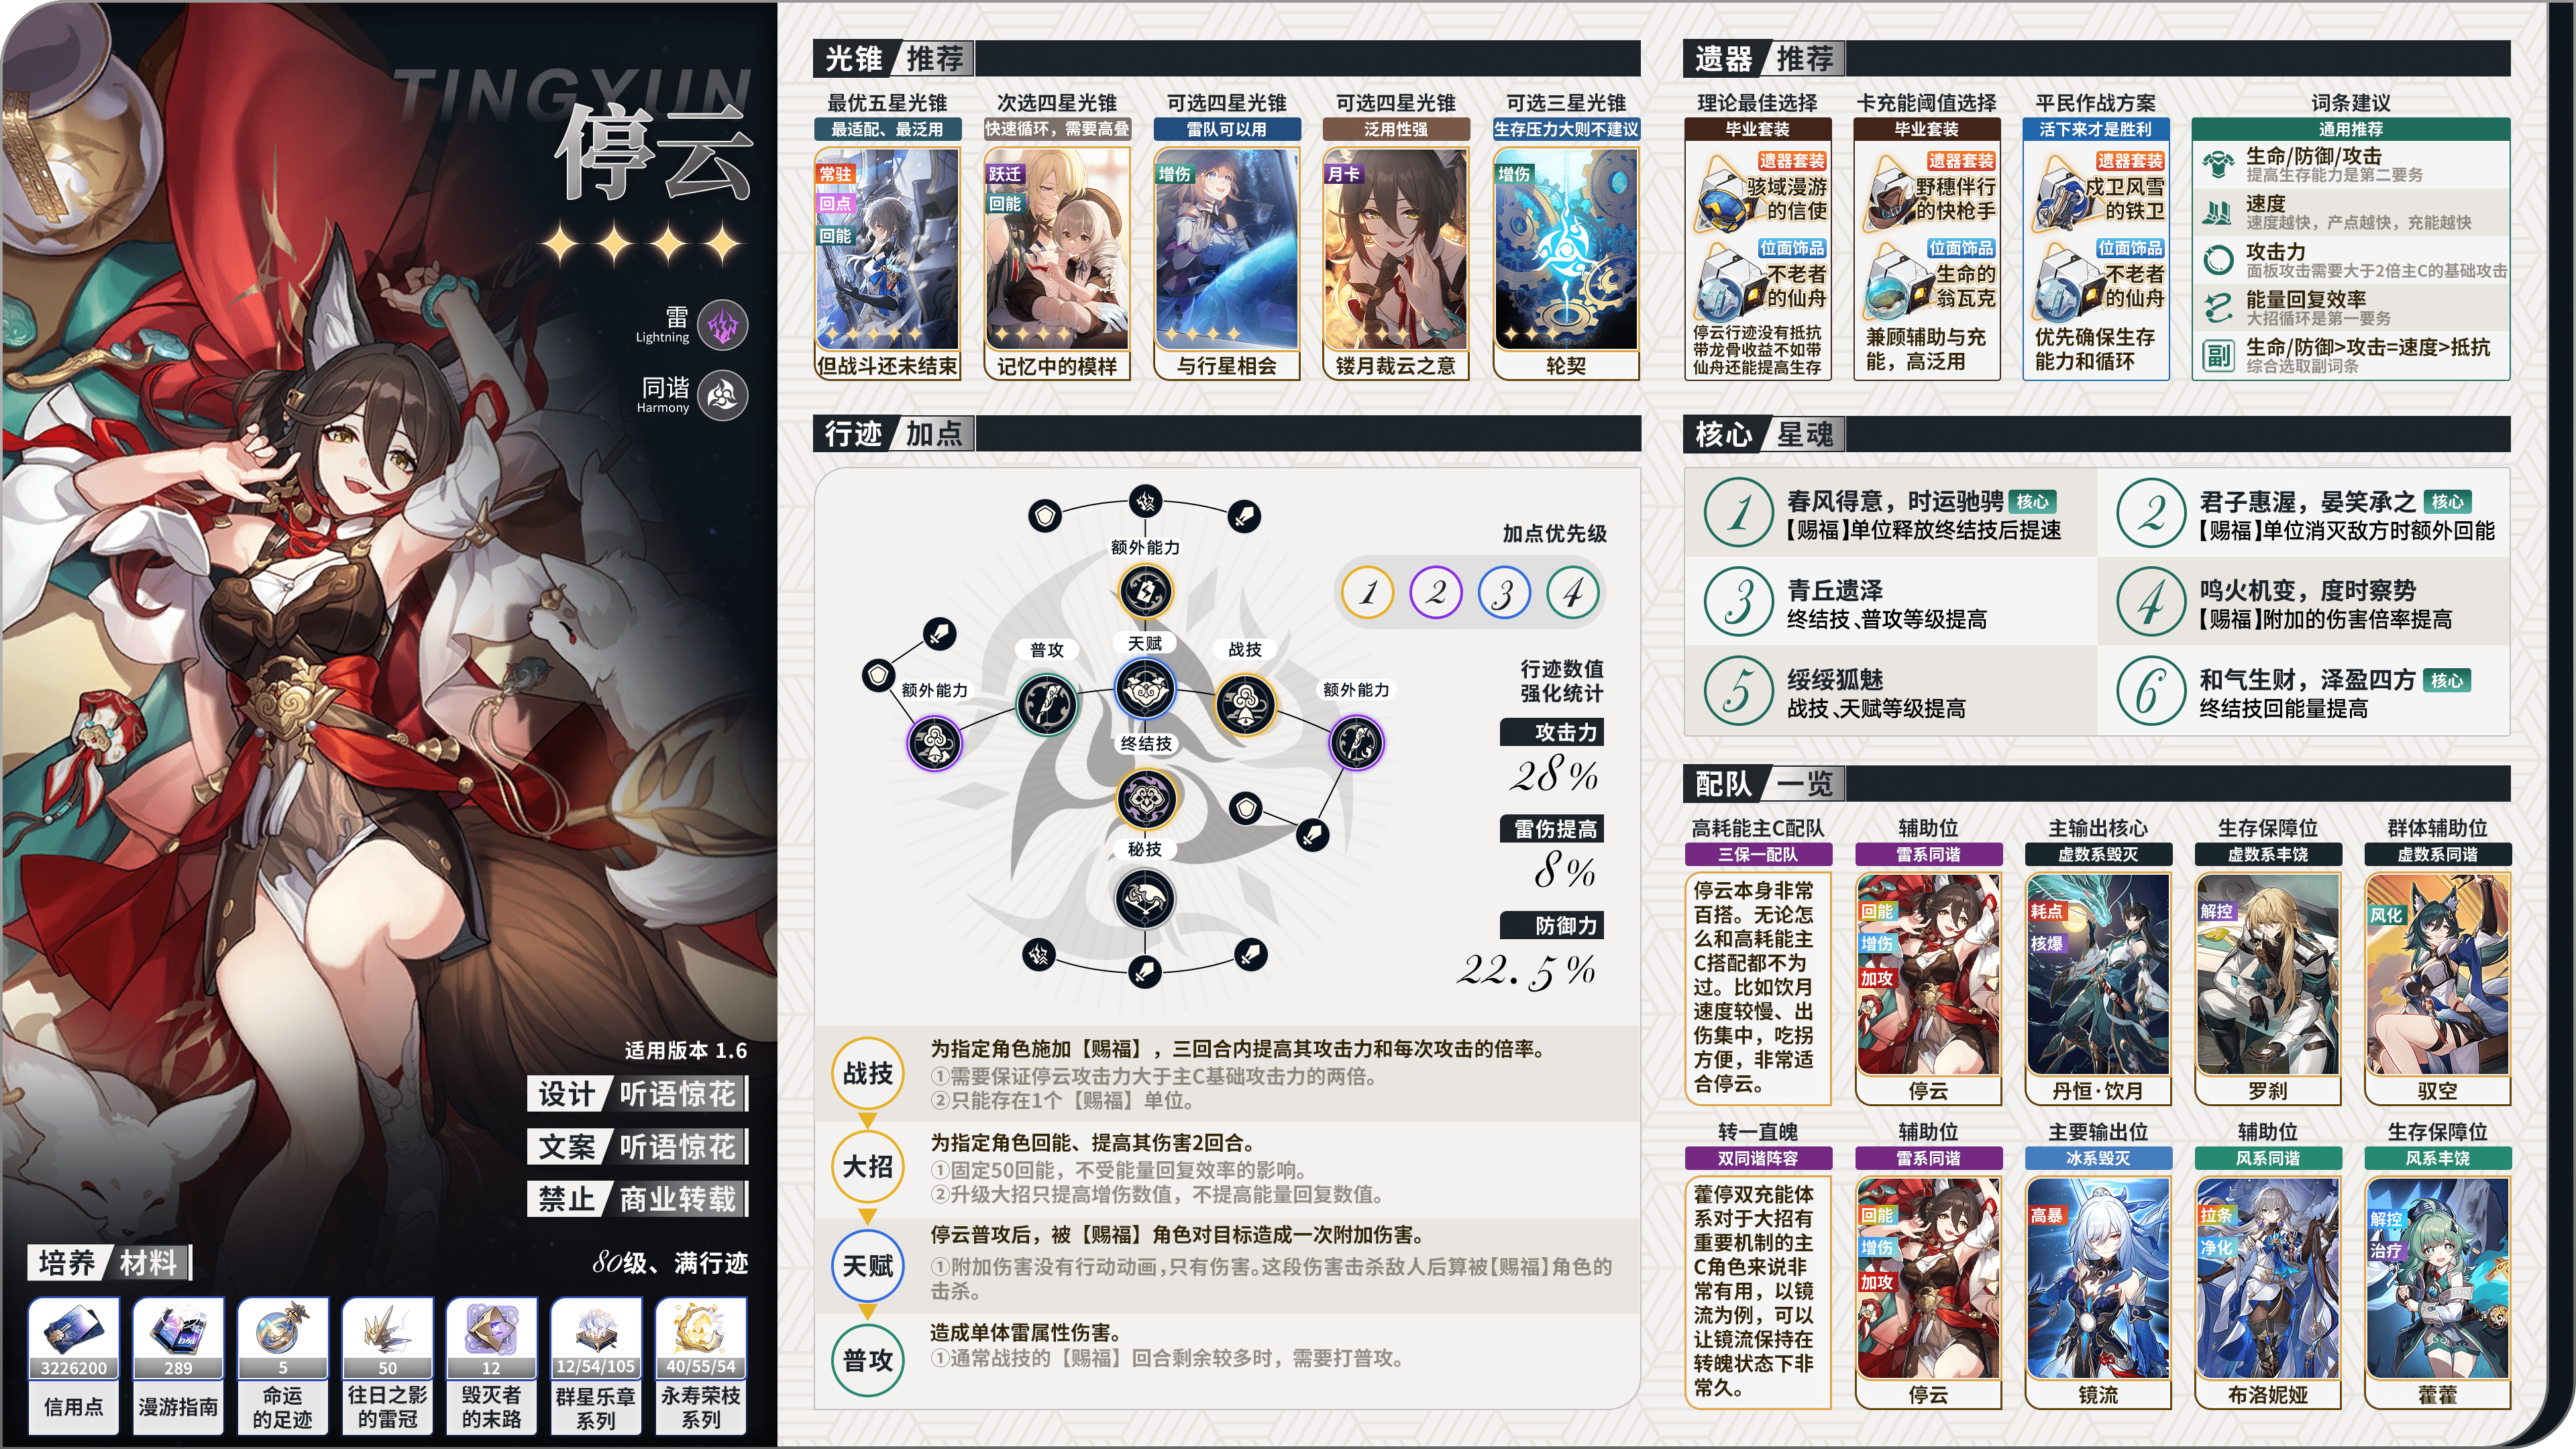 TINGYUN
停云
雷
Lightning
同谐
Harmony
适用版本 1.6
设计 听语惊花
文案 听语惊花
禁止 商业转载
培养 材料
80级、满行迹
3226200
信用点
289
漫游指南
5
命运
的足迹
50
往日之影
的雷冠
12
毁灭者
的末路
12/54/105
群星乐章
系列
40/55/54
永寿荣枝
系列
光锥 推荐
最优五星光锥
最适配、最泛用
常驻
回点
回能
但战斗还未结束
次选四星光锥
快速循环，需要高叠
跃迁
回能
记忆中的模样
可选四星光锥
雷队可以用
增伤
与行星相会
可选四星光锥
泛用性强
月卡
镂月裁云之意
可选三星光锥
生存压力大则不建议
增伤
轮契
行迹 加点
额外能力
天赋
普攻
战技
额外能力
额外能力
终结技
秘技
加点优先级
1 2 3 4
行迹数值
强化统计
攻击力
28%
雷伤提高
8%
防御力
22.5%
战技
为指定角色施加【赐福】，三回合内提高其攻击力和每次攻击的倍率。
①需要保证停云攻击力大于主C基础攻击力的两倍。
②只能存在1个【赐福】单位。
大招
为指定角色回能、提高其伤害2回合。
①固定50回能，不受能量回复效率的影响。
②升级大招只提高增伤数值，不提高能量回复数值。
天赋
停云普攻后，被【赐福】角色对目标造成一次附加伤害。
①附加伤害没有行动动画，只有伤害。这段伤害击杀敌人后算被【赐福】角色的
击杀。
普攻
造成单体雷属性伤害。
①通常战技的【赐福】回合剩余较多时，需要打普攻。
遗器 推荐
理论最佳选择
毕业套装
遗器套装
骇域漫游
的信使
位面饰品
不老者
的仙舟
停云行迹没有抵抗
带龙骨收益不如带
仙舟还能提高生存
卡充能阈值选择
毕业套装
遗器套装
野穗伴行
的快枪手
位面饰品
生命的
翁瓦克
兼顾辅助与充
能，高泛用
平民作战方案
活下来才是胜利
遗器套装
戍卫风雪
的铁卫
位面饰品
不老者
的仙舟
优先确保生存
能力和循环
词条建议
通用推荐
生命/防御/攻击
提高生存能力是第二要务
速度
速度越快，产点越快，充能越快
攻击力
面板攻击需要大于2倍主C的基础攻击
能量回复效率
大招循环是第一要务
副
生命/防御>攻击=速度>抵抗
综合选取副词条
核心 星魂
1
春风得意，时运驰骋 核心
【赐福】单位释放终结技后提速
2
君子惠渥，晏笑承之 核心
【赐福】单位消灭敌方时额外回能
3
青丘遗泽
终结技、普攻等级提高
4
鸣火机变，度时察势
【赐福】附加的伤害倍率提高
5
绥绥狐魅
战技、天赋等级提高
6
和气生财，泽盈四方 核心
终结技回能量提高
配队 一览
高耗能主C配队
三保一配队
停云本身非常
百搭。无论怎
么和高耗能主
C搭配都不为
过。比如饮月
速度较慢、出
伤集中，吃拐
方便，非常适
合停云。
辅助位
雷系同谐
回能
增伤
加攻
停云
主输出核心
虚数系毁灭
耗点
核爆
丹恒·饮月
生存保障位
虚数系丰饶
解控
罗刹
群体辅助位
虚数系同谐
风化
驭空
转一直魄
双同谐阵容
藿停双充能体
系对于大招有
重要机制的主
C角色来说非
常有用，以镜
流为例，可以
让镜流保持在
转魄状态下非
常久。
辅助位
雷系同谐
回能
增伤
加攻
停云
主要输出位
冰系毁灭
高暴
镜流
辅助位
风系同谐
拉条
净化
布洛妮娅
生存保障位
风系丰饶
解控
治疗
藿藿